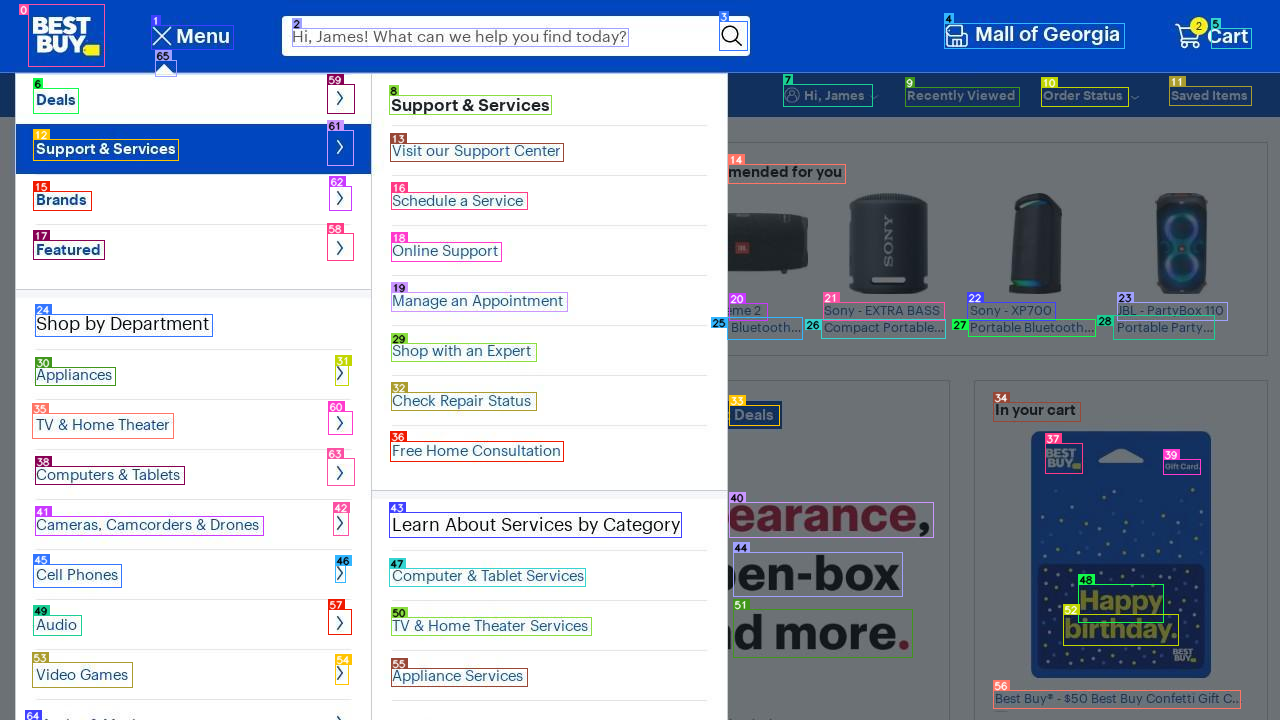 BEST
BUY
Menu
Hi, James! What can we help you find today?
Mall of Georgia
2
Cart
Hi, James
Recently Viewed
Order Status
Saved Items
Deals
Support & Services
Brands
Featured
Shop by Department
Appliances
TV & Home Theater
Computers & Tablets
Cameras, Camcorders & Drones
Cell Phones
Audio
Video Games
Support & Services
Visit our Support Center
Schedule a Service
Online Support
Manage an Appointment
Shop with an Expert
Check Repair Status
Free Home Consultation
Learn About Services by Category
Computer & Tablet Services
TV & Home Theater Services
Appliance Services
mended for you
JBL
SONY
eme 2
Bluetooth...
Sony - EXTRA BASS
Compact Portable...
Sony - XP700
Portable Bluetooth...
JBL - PartyBox 110
Portable Party...
Deals
earance,
pen-box
nd more.
In your cart
BEST
BUY
Gift Card.
Happy
birthday.
BEST
BUY
Best Buy® - $50 Best Buy Confetti Gift C...
0
1
2
3
4
5
6
7
8
9
10
11
12
13
14
15
16
17
18
19
20
21
22
23
24
25
26
27
28
29
30
31
32
33
34
35
36
37
38
39
40
41
42
43
44
45
46
47
48
49
50
51
52
53
54
55
56
57
58
59
60
61
62
63
64
65